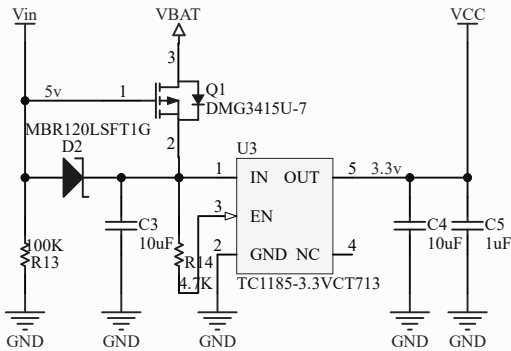 Vin
VBAT
VCC
3
5v
1
Q1
DMG3415U-7
MBR120LSFT1G
D2
2
U3
1
IN
OUT
5
3.3v
3
EN
C3
10uF
C4
10uF
C5
1uF
100K
R13
R14
4.7K
2
GND
NC
4
TC1185-3.3VCT713
GND
GND
GND
GND
GND